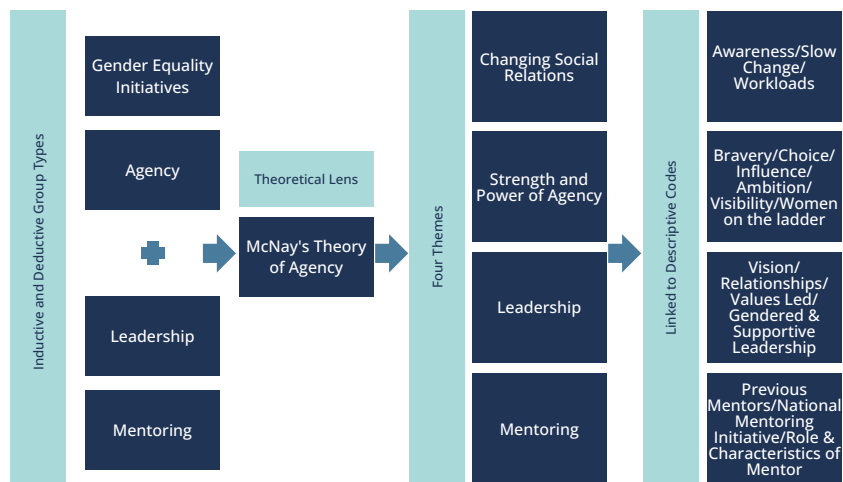 Inductive and Deductive Group Types
Gender Equality
Initiatives
Agency
Leadership
Mentoring
Theoretical Lens
McNay's Theory
of Agency
Four Themes
Changing Social
Relations
Strength and
Power of Agency
Leadership
Mentoring
Linked to Descriptive Codes
Awareness/Slow
Change/
Workloads
Bravery/Choice/
Influence/
Ambition/
Visibility/Women
on the ladder
Vision/
Relationships/
Values Led/
Gendered &
Supportive
Leadership
Previous
Mentors/National
Mentoring
Initiative/Role &
Characteristics of
Mentor